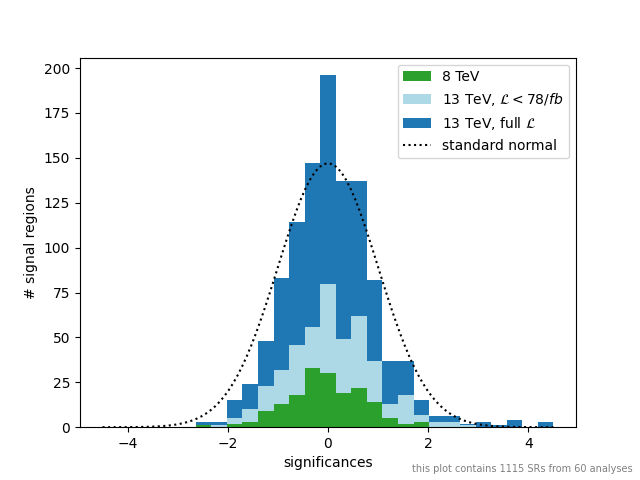 200
175
150
125
100
75
50
25
0
# signal regions
8 TeV
13 TeV, ℒ < 78/fb
13 TeV, full ℒ
standard normal
−4 −2 0 2 4
significances
this plot contains 1115 SRs from 60 analyses